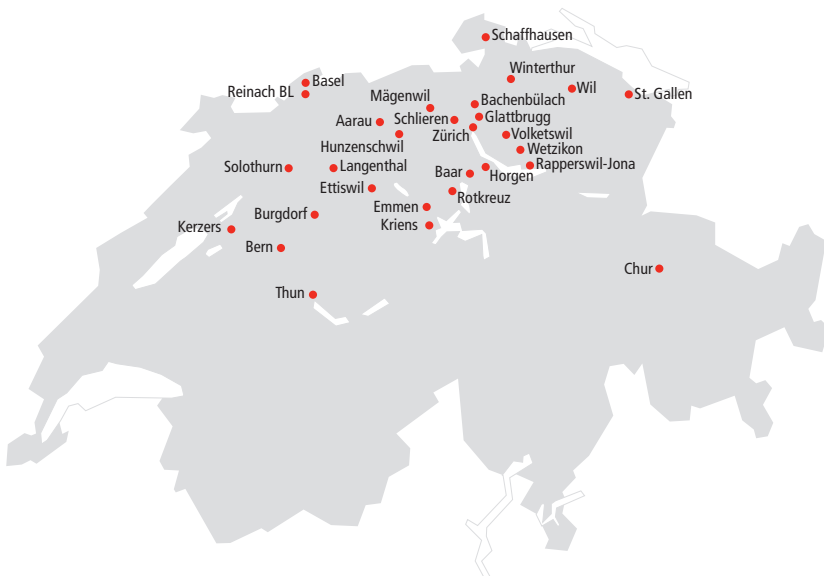 Schaffhausen
Winterthur
Basel
Wil
Reinach BL
St. Gallen
Mägenwil
Bachenbülach
Aarau
Schlieren
Glattbrugg
Zürich
Volketswil
Hunzenschwil
Wetzikon
Solothurn
Langenthal
Baar
Horgen
Rapperswil-Jona
Ettiswil
Rotkreuz
Emmen
Burgdorf
Kriens
Kerzers
Bern
Chur
Thun